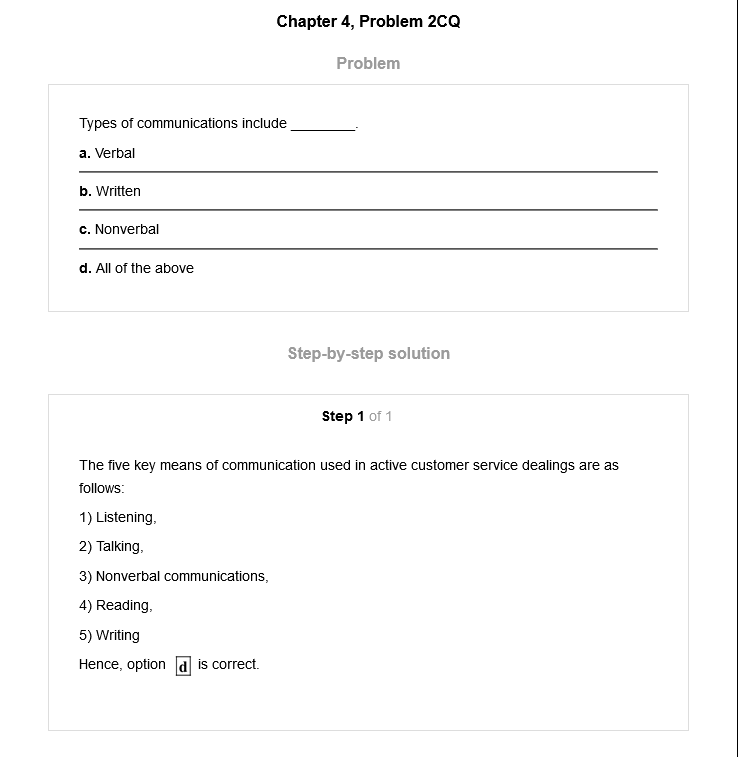 Chapter 4, Problem 2CQ
Problem
Types of communications include ________.
a. Verbal
b. Written
c. Nonverbal
d. All of the above
Step-by-step solution
Step 1 of 1
The five key means of communication used in active customer service dealings are as
follows:
1) Listening,
2) Talking,
3) Nonverbal communications,
4) Reading,
5) Writing
Hence, option d is correct.